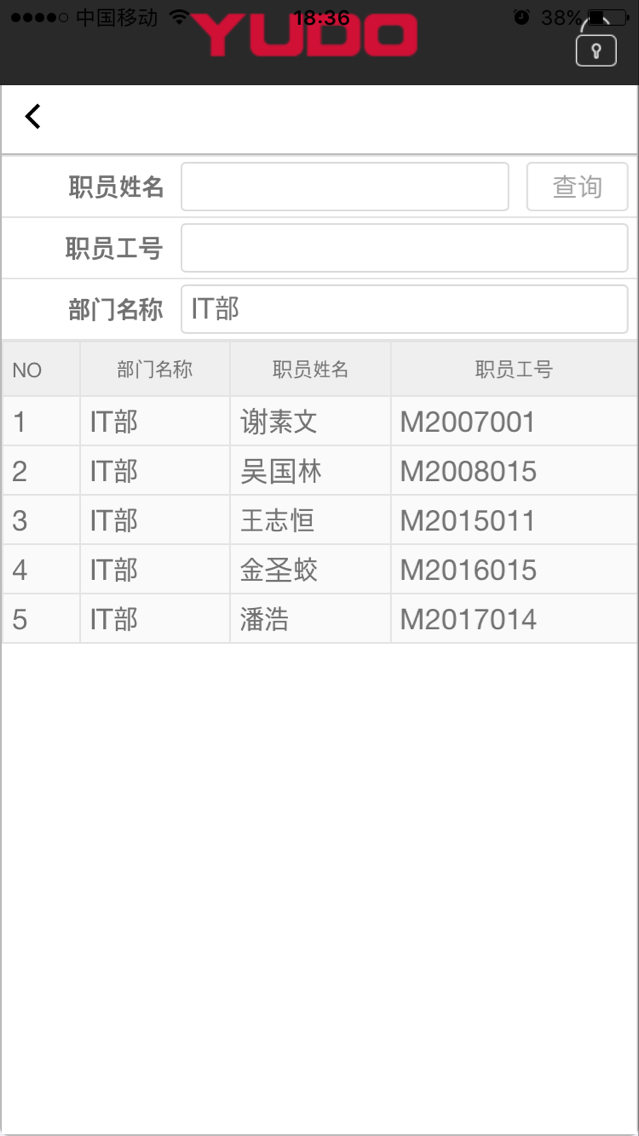 中国移动 18:36 38%
YUDO
职员姓名 查询
职员工号
部门名称 IT部
NO 部门名称 职员姓名 职员工号
1 IT部 谢素文 M2007001
2 IT部 吴国林 M2008015
3 IT部 王志恒 M2015011
4 IT部 金圣蛟 M2016015
5 IT部 潘浩 M2017014